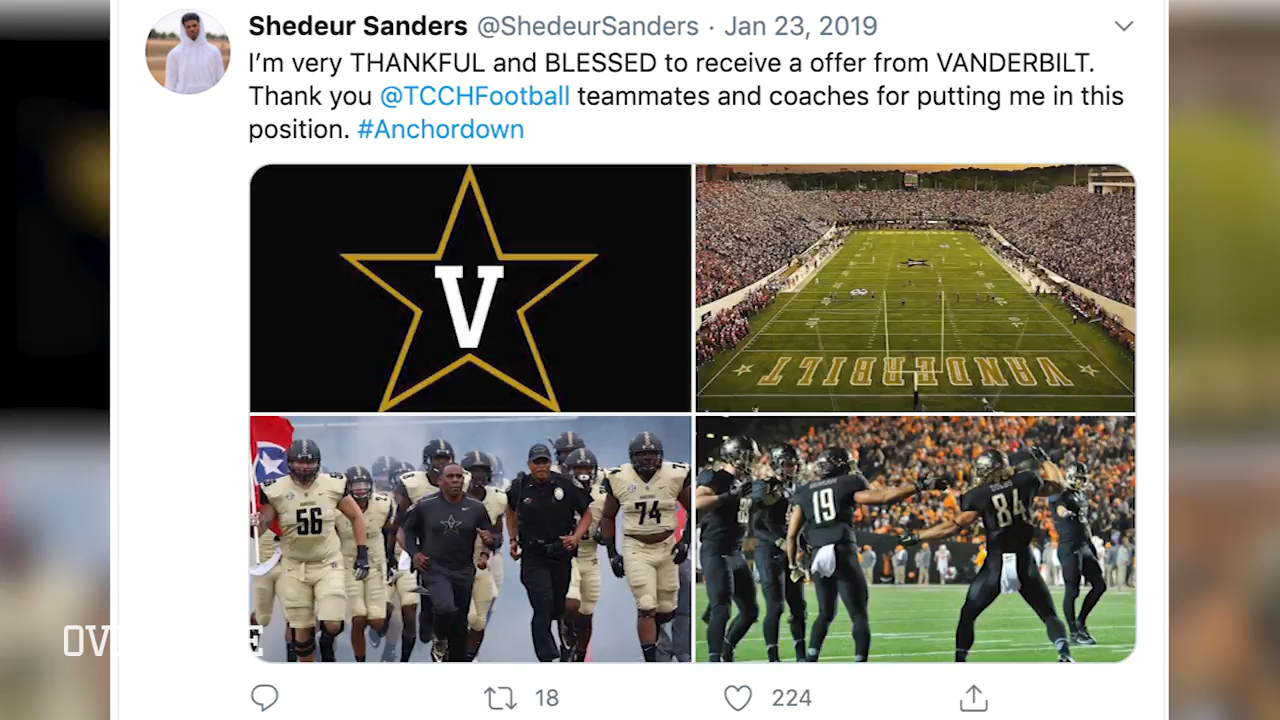 Shedeur Sanders @ShedeurSanders · Jan 23, 2019
I’m very THANKFUL and BLESSED to receive a offer from VANDERBILT.
Thank you @TCCHFootball teammates and coaches for putting me in this
position. #Anchordown
V
VANDERBILT
56
74
19
84
18
224